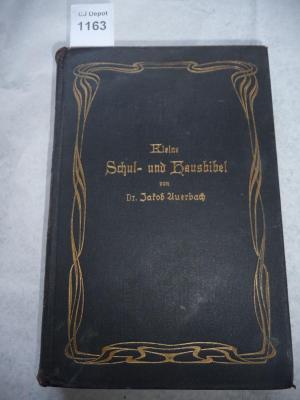 CJ Depot
1163
Kleine
Schul- und Hausbibel
von
Dr. Jakob Auerbach